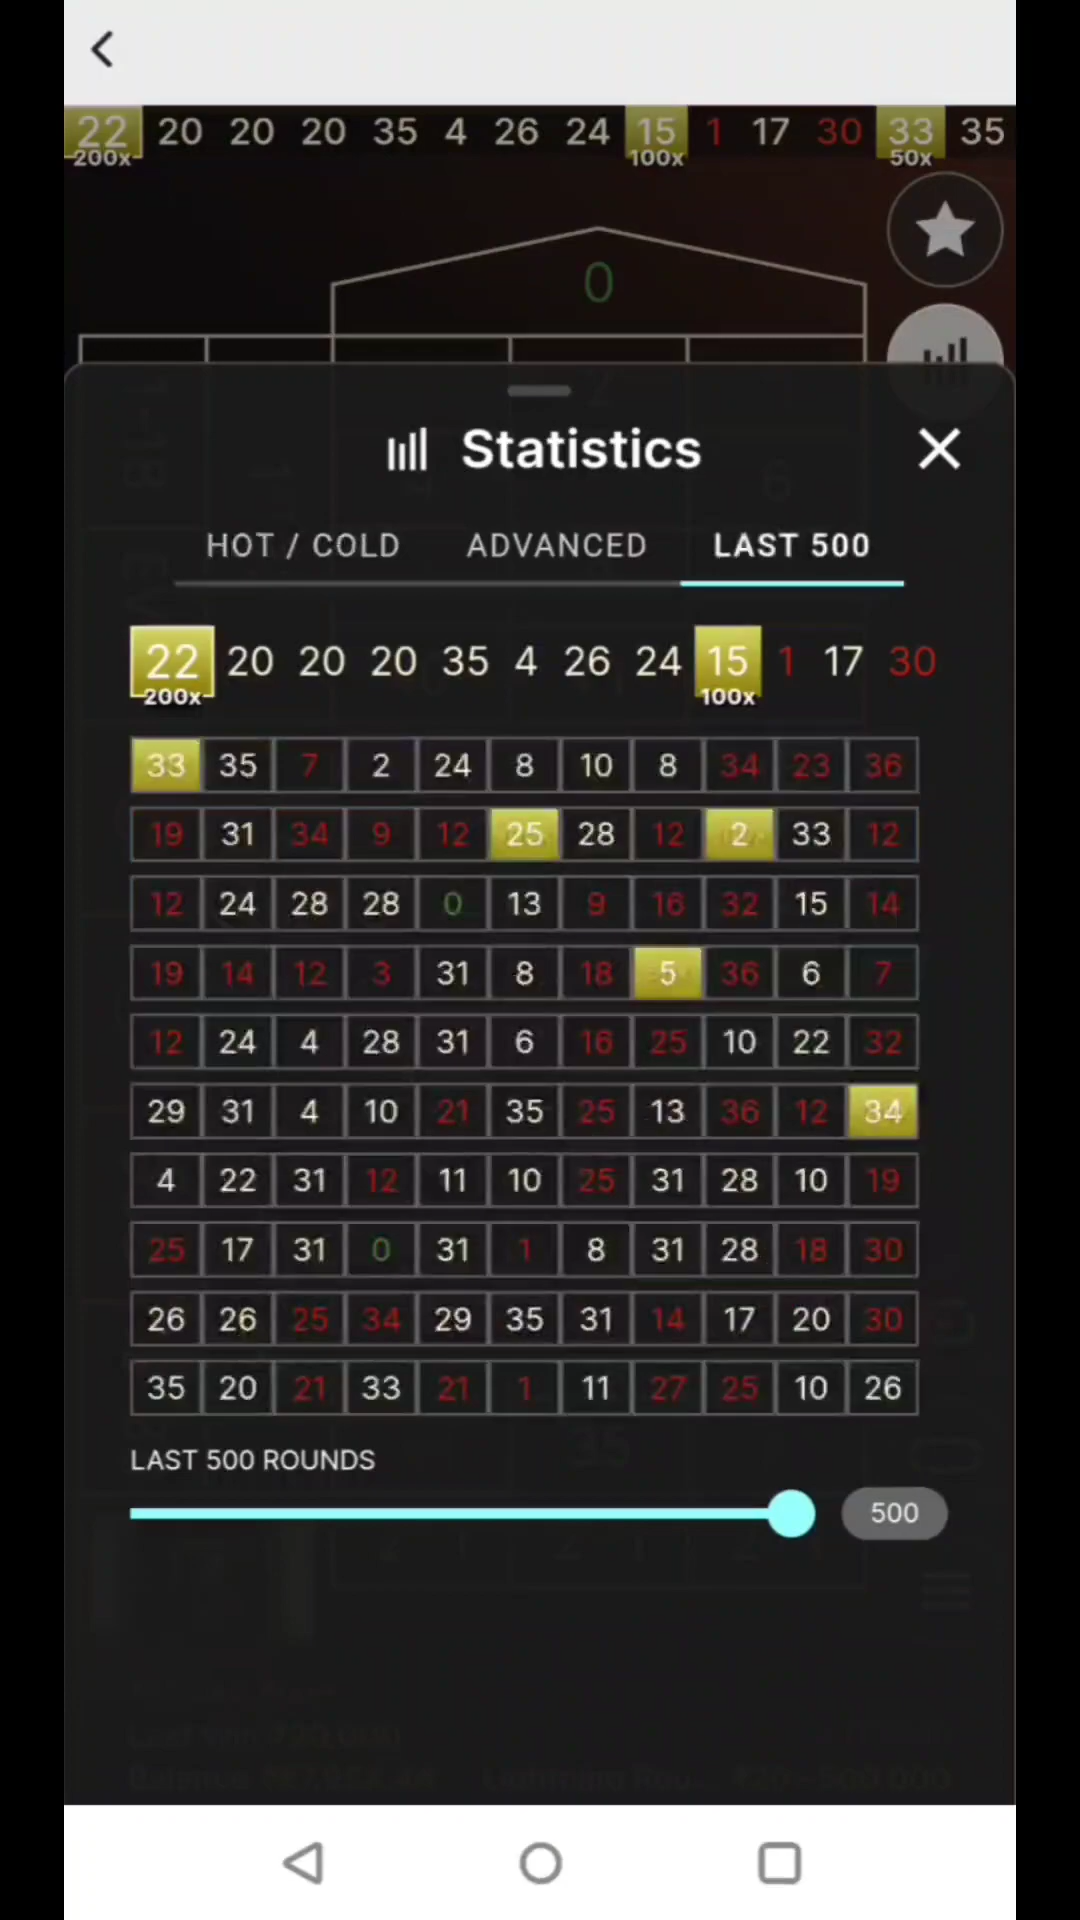 22 20 20 20 35 4 26 24 15 1 17 30 33 35
200x 100x 50x
0
Statistics
HOT / COLD ADVANCED LAST 500
22 20 20 20 35 4 26 24 15 1 17 30
200x 100x
33 35 7 2 24 8 10 8 34 23 36
19 31 34 9 12 25 28 12 2 33 12
12 24 28 28 0 13 9 16 32 15 14
19 14 12 3 31 8 18 5 36 6 7
12 24 4 28 31 6 16 25 10 22 32
29 31 4 10 21 35 25 13 36 12 34
4 22 31 12 11 10 25 31 28 10 19
25 17 31 0 31 1 8 31 28 18 30
26 26 25 34 29 35 31 14 17 20 30
35 20 21 33 21 1 11 27 25 10 26
LAST 500 ROUNDS
500